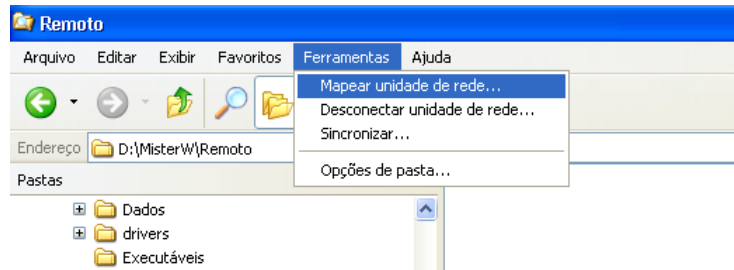 Remoto
Arquivo Editar Exibir Favoritos Ferramentas Ajuda
Mapear unidade de rede...
Desconectar unidade de rede...
Sincronizar...
Opções de pasta...
Endereço D:\MisterW\Remoto
Pastas
Dados
drivers
Executáveis